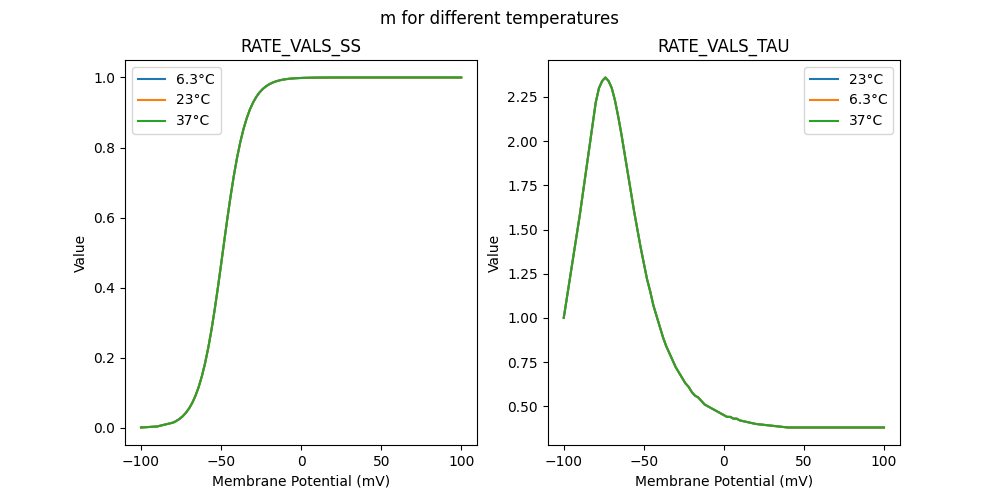 m for different temperatures
RATE_VALS_SS
1.0
0.8
0.6
0.4
0.2
0.0
Value
6.3°C
23°C
37°C
−100
−50
0
50
100
Membrane Potential (mV)
RATE_VALS_TAU
2.25
2.00
1.75
1.50
1.25
1.00
0.75
0.50
Value
23°C
6.3°C
37°C
−100
−50
0
50
100
Membrane Potential (mV)